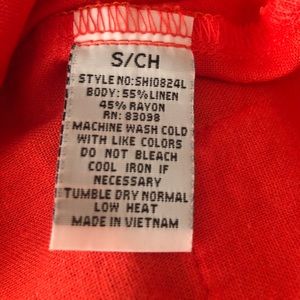 S/CH
STYLE NO:SH10824L
BODY: 55%LINEN
45% RAYON
RN: 83098
MACHINE WASH COLD
WITH LIKE COLORS
DO NOT BLEACH
COOL IRON IF
NECESSARY
TUMBLE DRY NORMAL
LOW HEAT
MADE IN VIETNAM